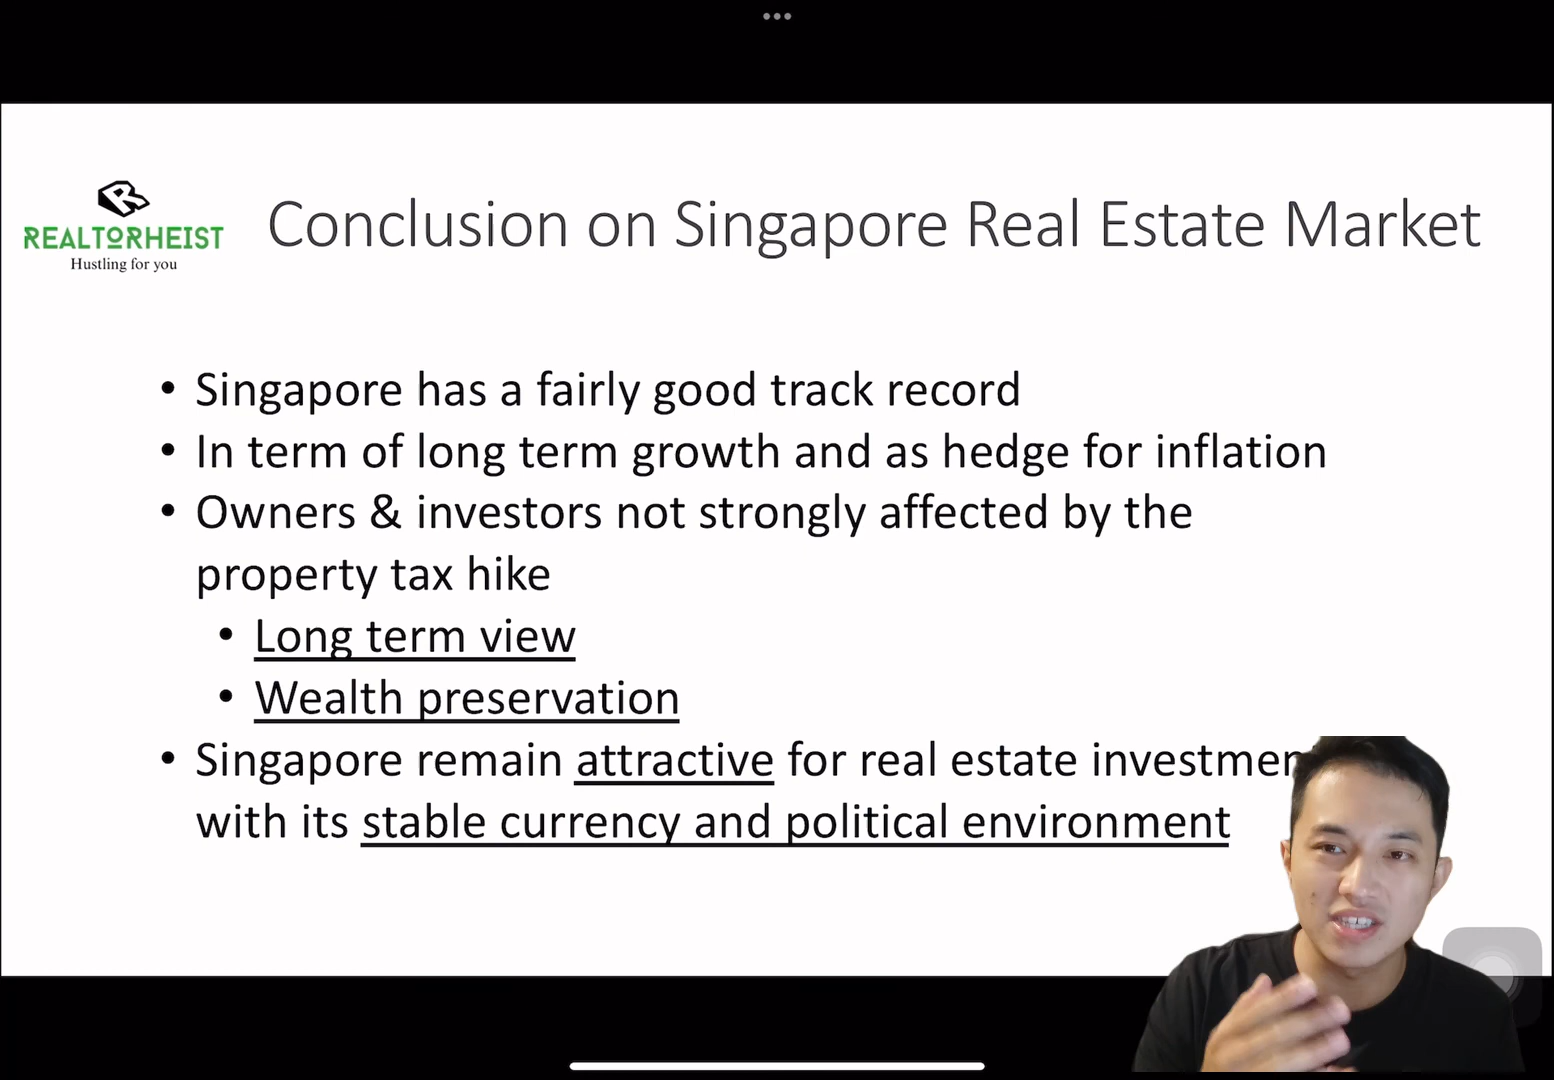 REALTORHEIST
Hustling for you
Conclusion on Singapore Real Estate Market
• Singapore has a fairly good track record
• In term of long term growth and as hedge for inflation
• Owners & investors not strongly affected by the
property tax hike
• Long term view
• Wealth preservation
• Singapore remain attractive for real estate
with its stable currency and political environment